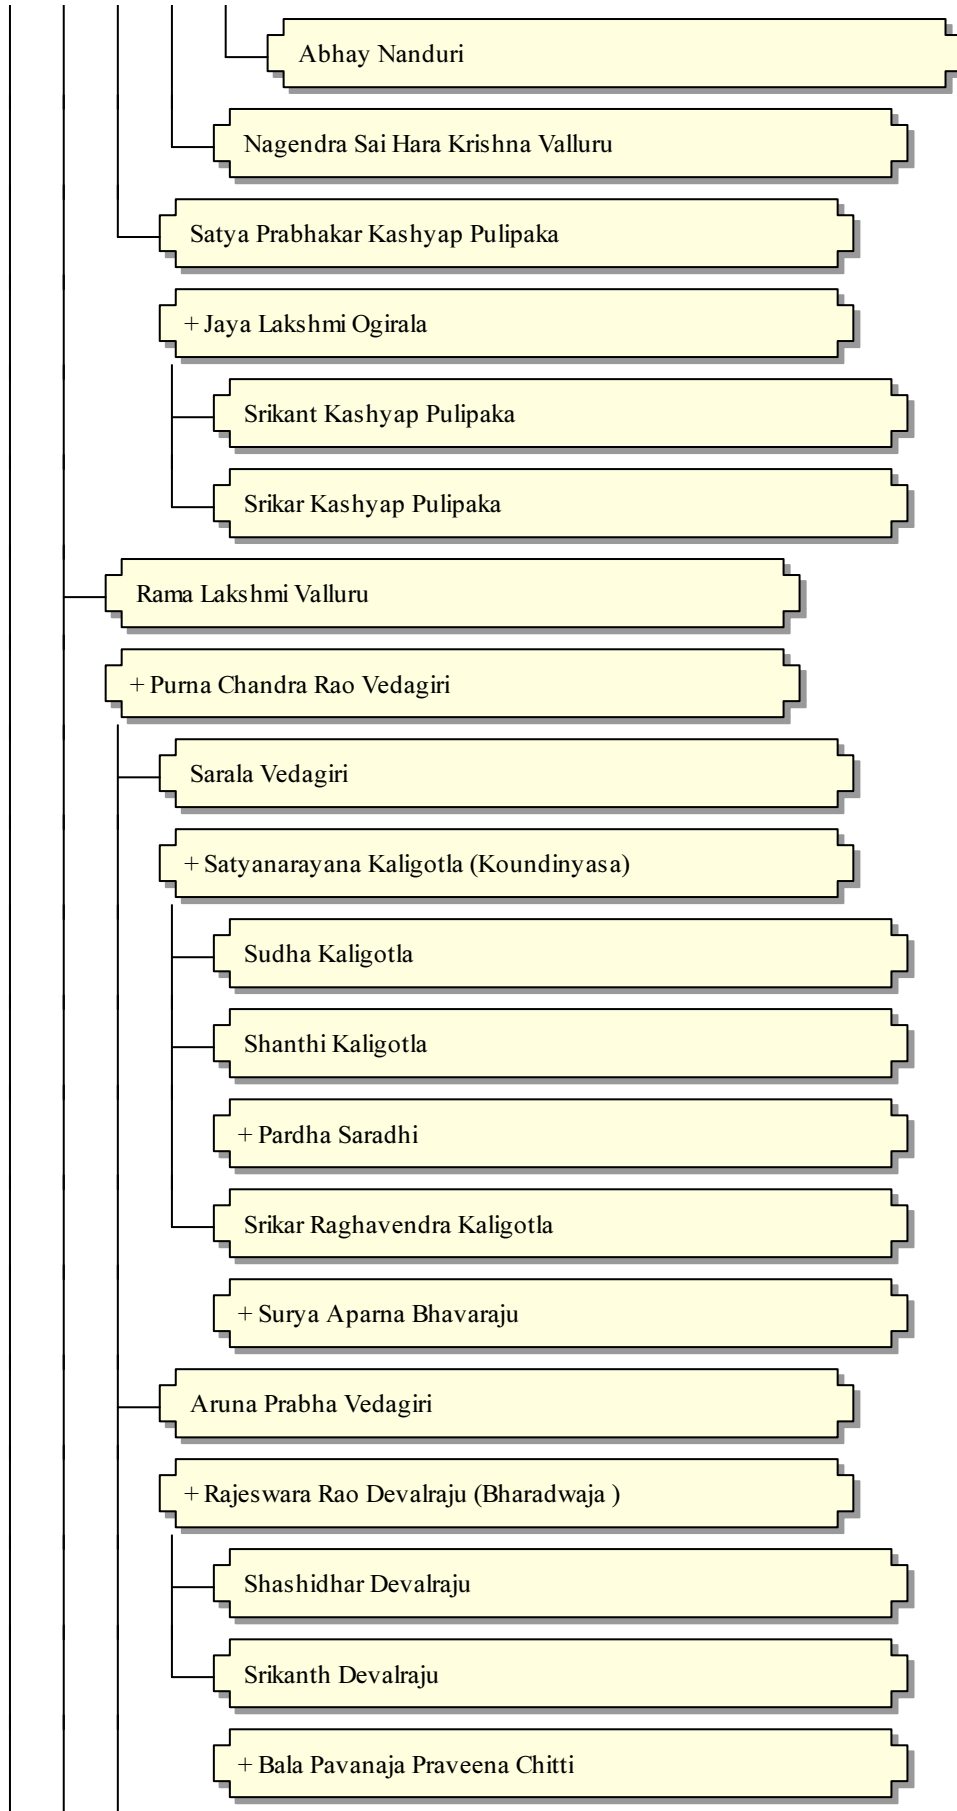 Abhay Nanduri
Nagendra Sai Hara Krishna Valluru
Satya Prabhakar Kashyap Pulipaka
+ Jaya Lakshmi Ogirala
Srikant Kashyap Pulipaka
Srikar Kashyap Pulipaka
Rama Lakshmi Valluru
+ Purna Chandra Rao Vedagiri
Sarala Vedagiri
+ Satyanarayana Kaligotla (Koundinyasa)
Sudha Kaligotla
Shanthi Kaligotla
+ Pardha Saradhi
Srikar Raghavendra Kaligotla
+ Surya Aparna Bhavaraju
Aruna Prabha Vedagiri
+ Rajeswara Rao Devalraju (Bharadwaja )
Shashidhar Devalraju
Srikanth Devalraju
+ Bala Pavanaja Praveena Chitti